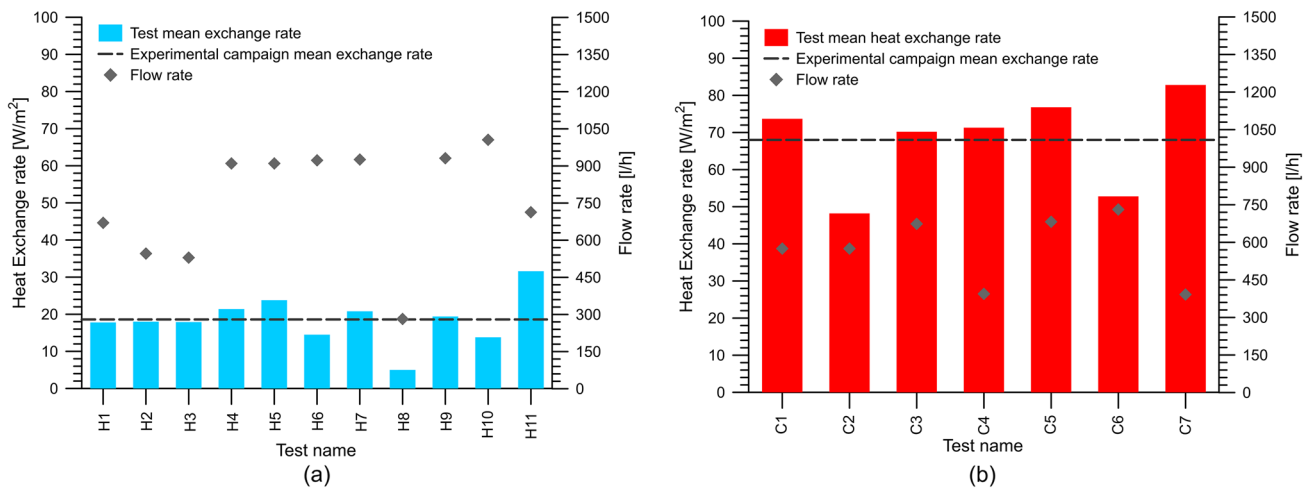 100
90
80
70
60
50
40
30
20
10
0
Heat Exchange rate [W/m²]
Test mean exchange rate
Experimental campaign mean exchange rate
Flow rate
1500
1350
1200
1050
900
750
600
450
300
150
0
Flow rate [l/h]
H1 H2 H3 H4 H5 H6 H7 H8 H9 H10 H11
Test name
(a)
100
90
80
70
60
50
40
30
20
10
0
Heat Exchange rate [W/m²]
Test mean heat exchange rate
Experimental campaign mean exchange rate
Flow rate
1500
1350
1200
1050
900
750
600
450
300
150
0
Flow rate [l/h]
C1 C2 C3 C4 C5 C6 C7
Test name
(b)